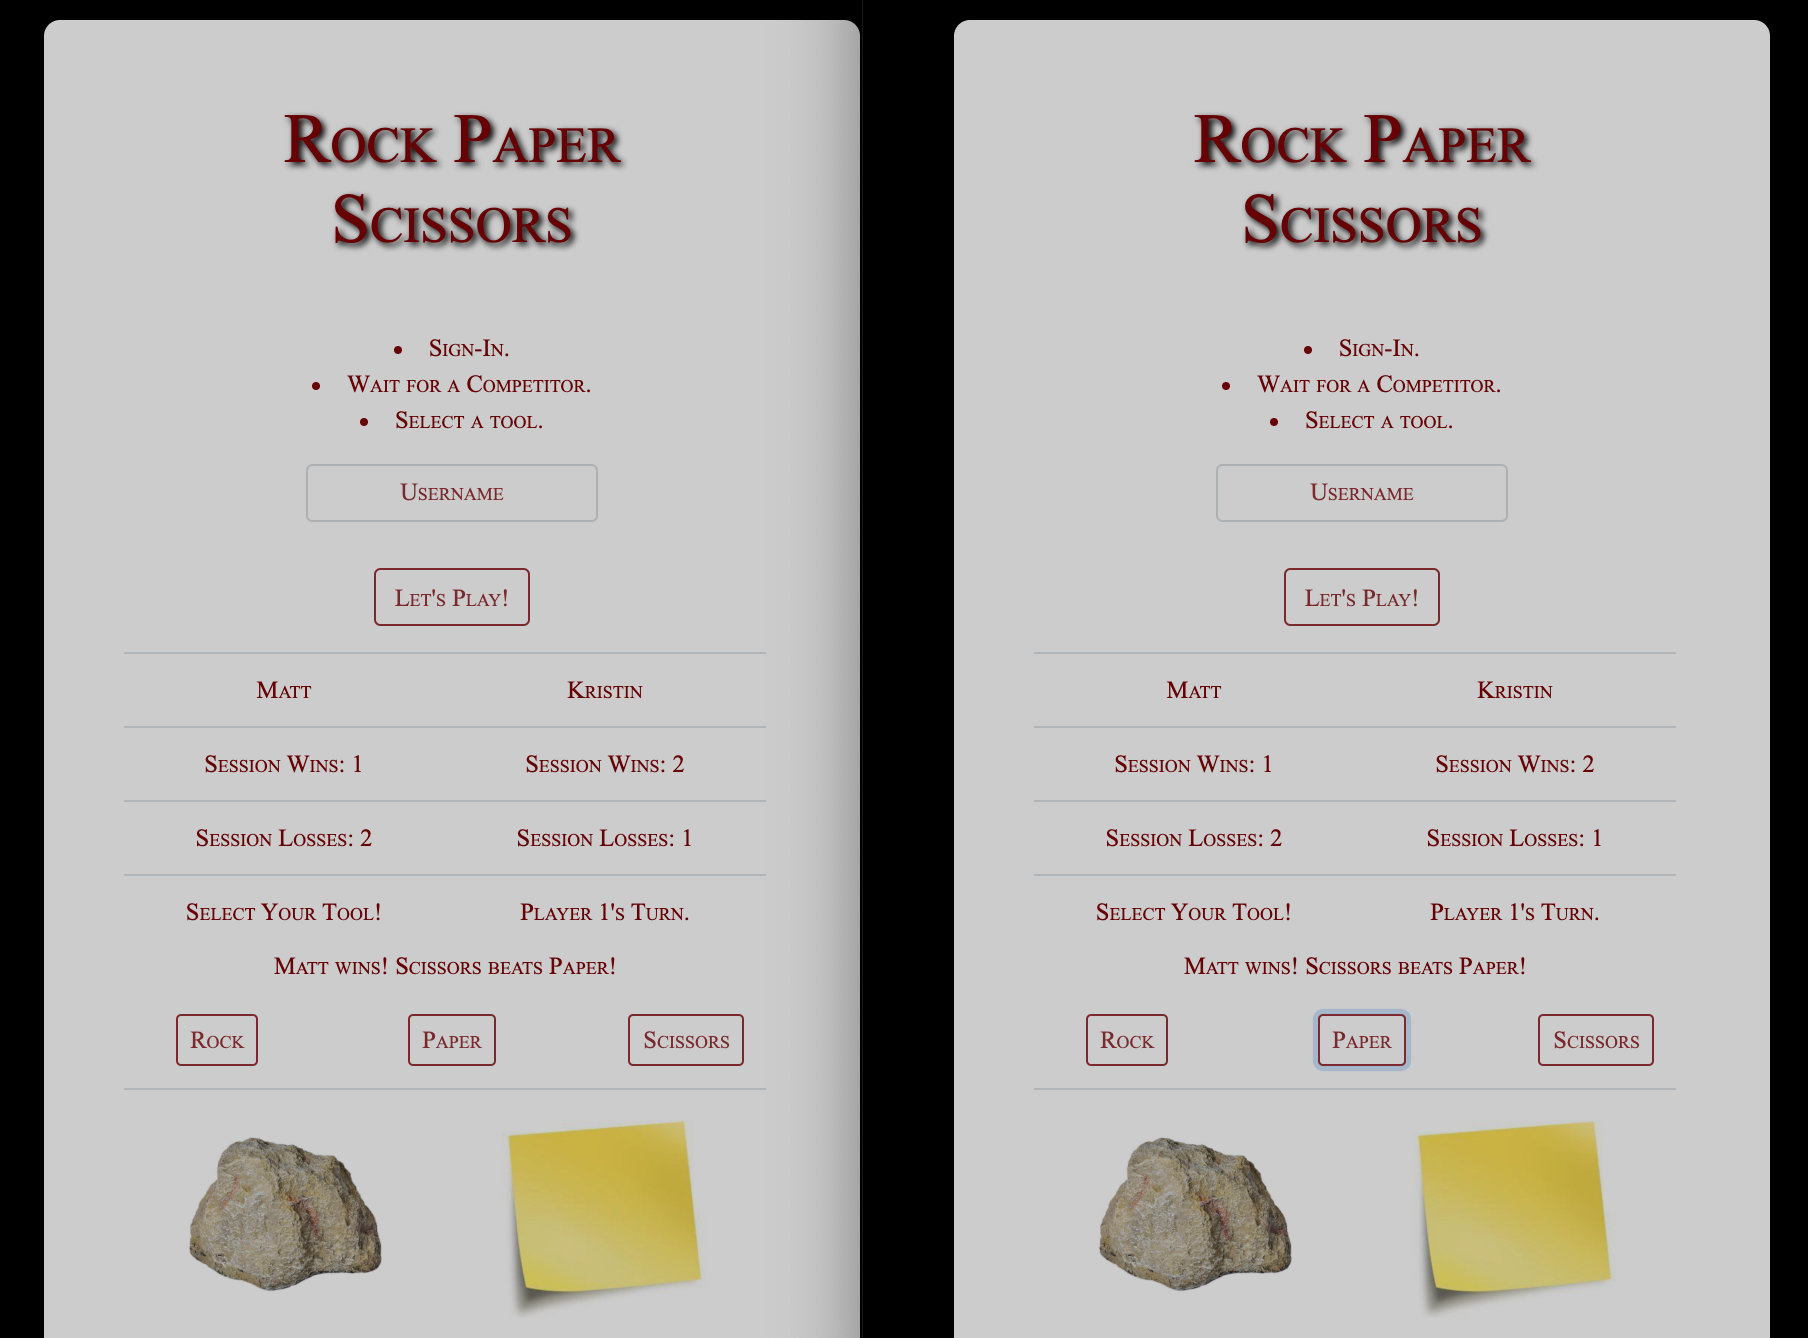 Rock Paper
Scissors
Sign-In.
Wait for a Competitor.
Select a tool.
Username
Let's Play!
Matt Kristin
Session Wins: 1 Session Wins: 2
Session Losses: 2 Session Losses: 1
Select Your Tool! Player 1's Turn.
Matt wins! Scissors beats Paper!
Rock Paper Scissors
Rock Paper
Scissors
Sign-In.
Wait for a Competitor.
Select a tool.
Username
Let's Play!
Matt Kristin
Session Wins: 1 Session Wins: 2
Session Losses: 2 Session Losses: 1
Select Your Tool! Player 1's Turn.
Matt wins! Scissors beats Paper!
Rock Paper Scissors